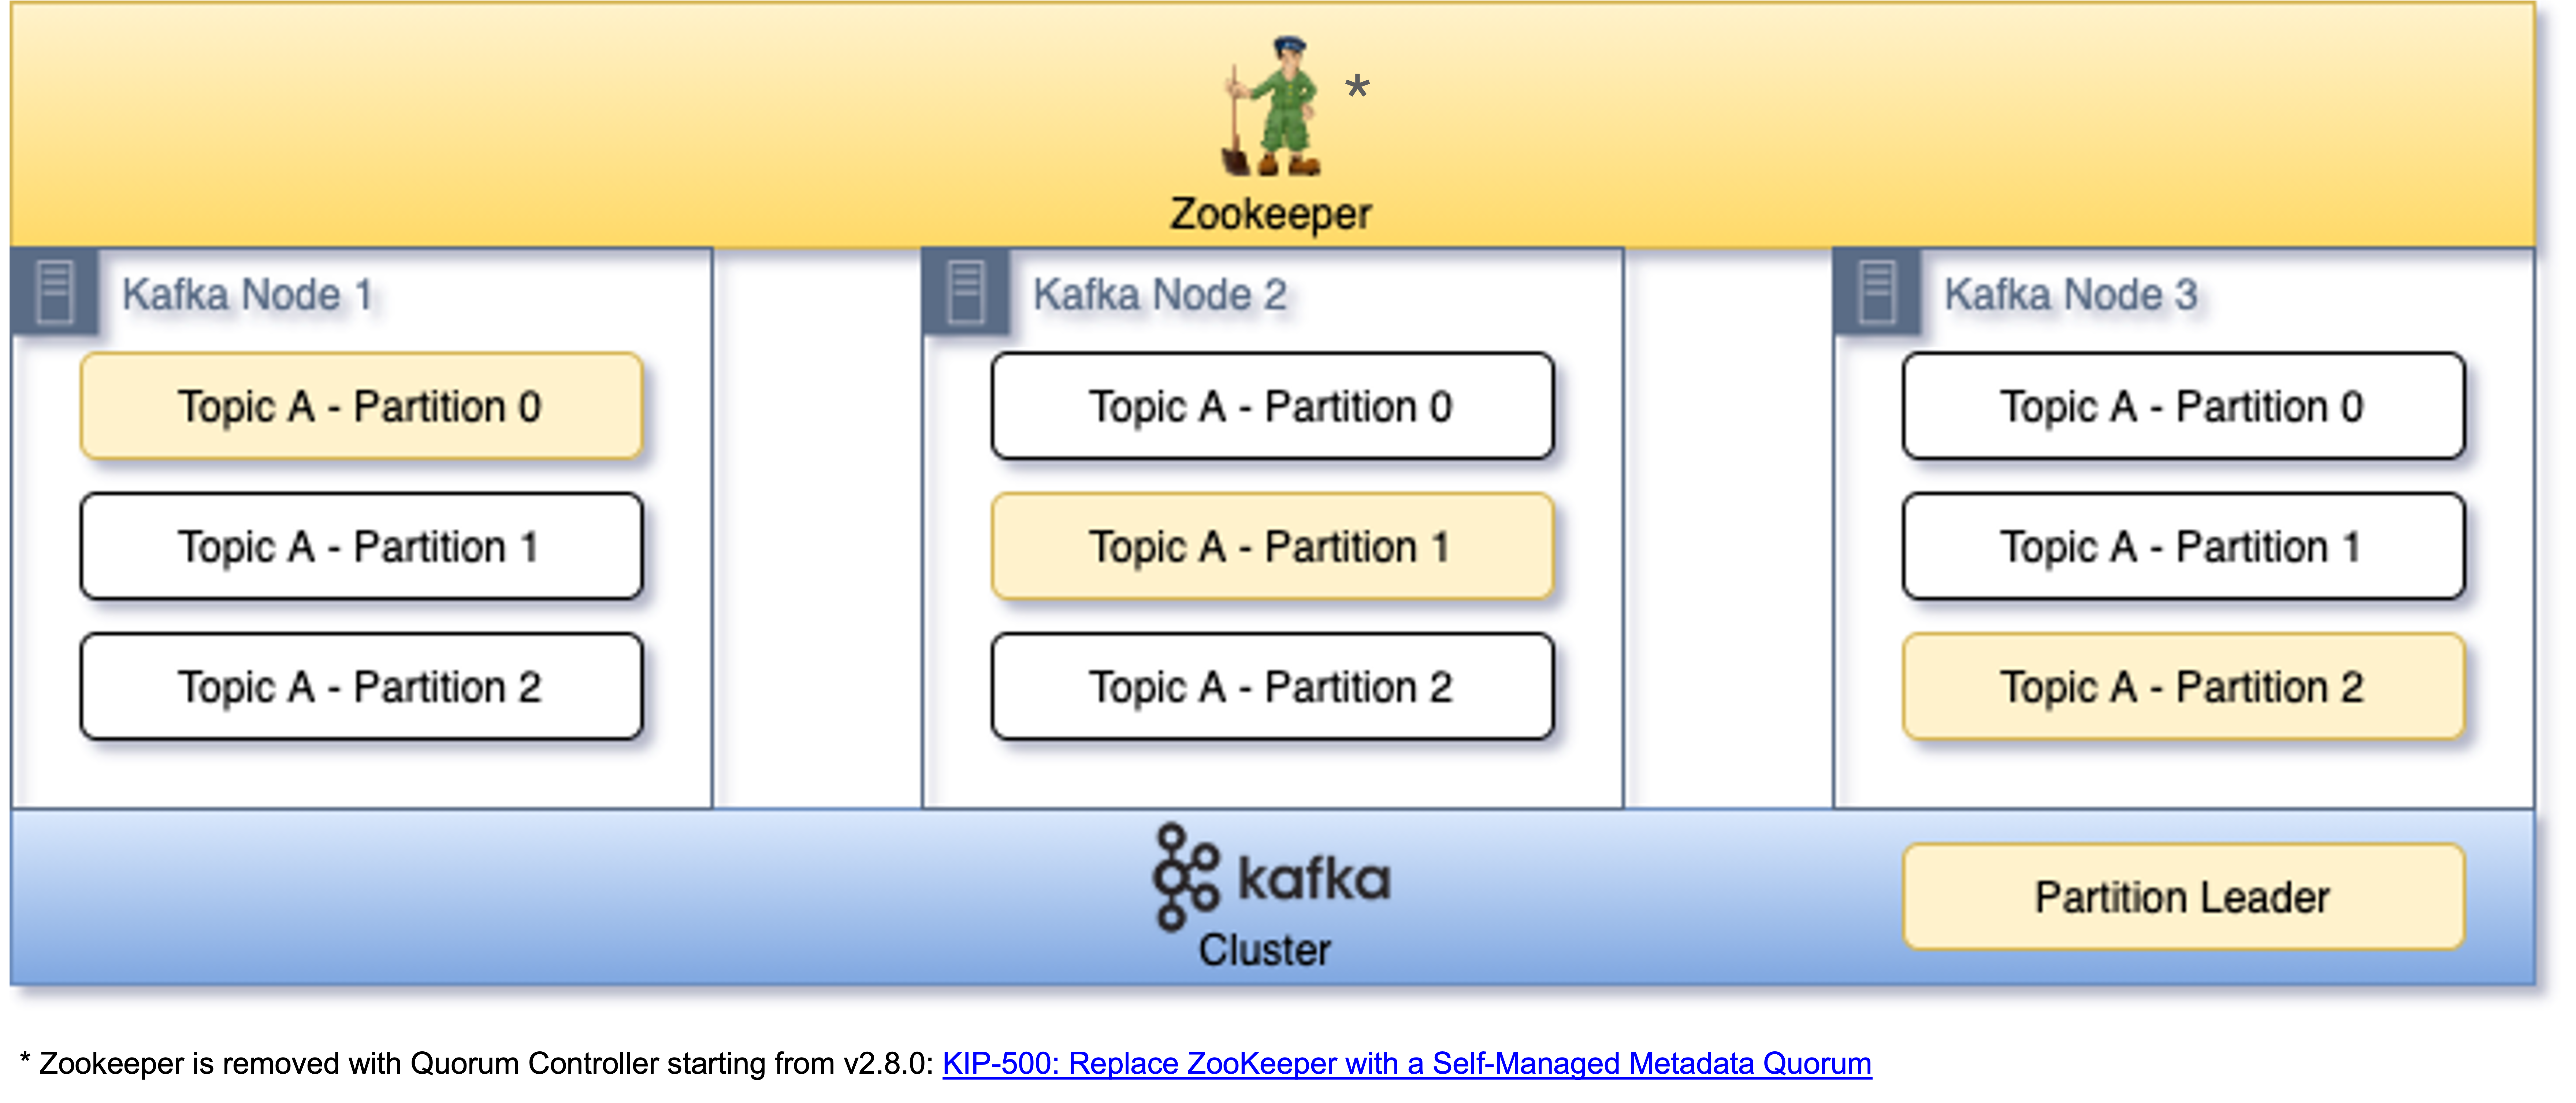 *
Zookeeper
Kafka Node 1
Topic A - Partition 0
Topic A - Partition 1
Topic A - Partition 2
Kafka Node 2
Topic A - Partition 0
Topic A - Partition 1
Topic A - Partition 2
Kafka Node 3
Topic A - Partition 0
Topic A - Partition 1
Topic A - Partition 2
kafka
Cluster
Partition Leader
* Zookeeper is removed with Quorum Controller starting from v2.8.0: KIP-500: Replace ZooKeeper with a Self-Managed Metadata Quorum